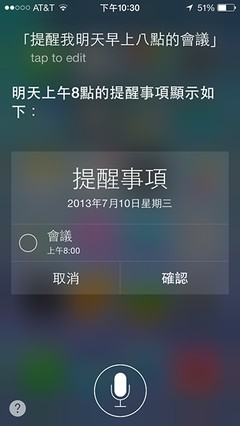 AT&T 下午10:30 51%
「提醒我明天早上八點的會議」
tap to edit
明天上午8點的提醒事項顯示如
下：
提醒事項
2013年7月10日星期三
會議
上午8:00
取消 確認
?